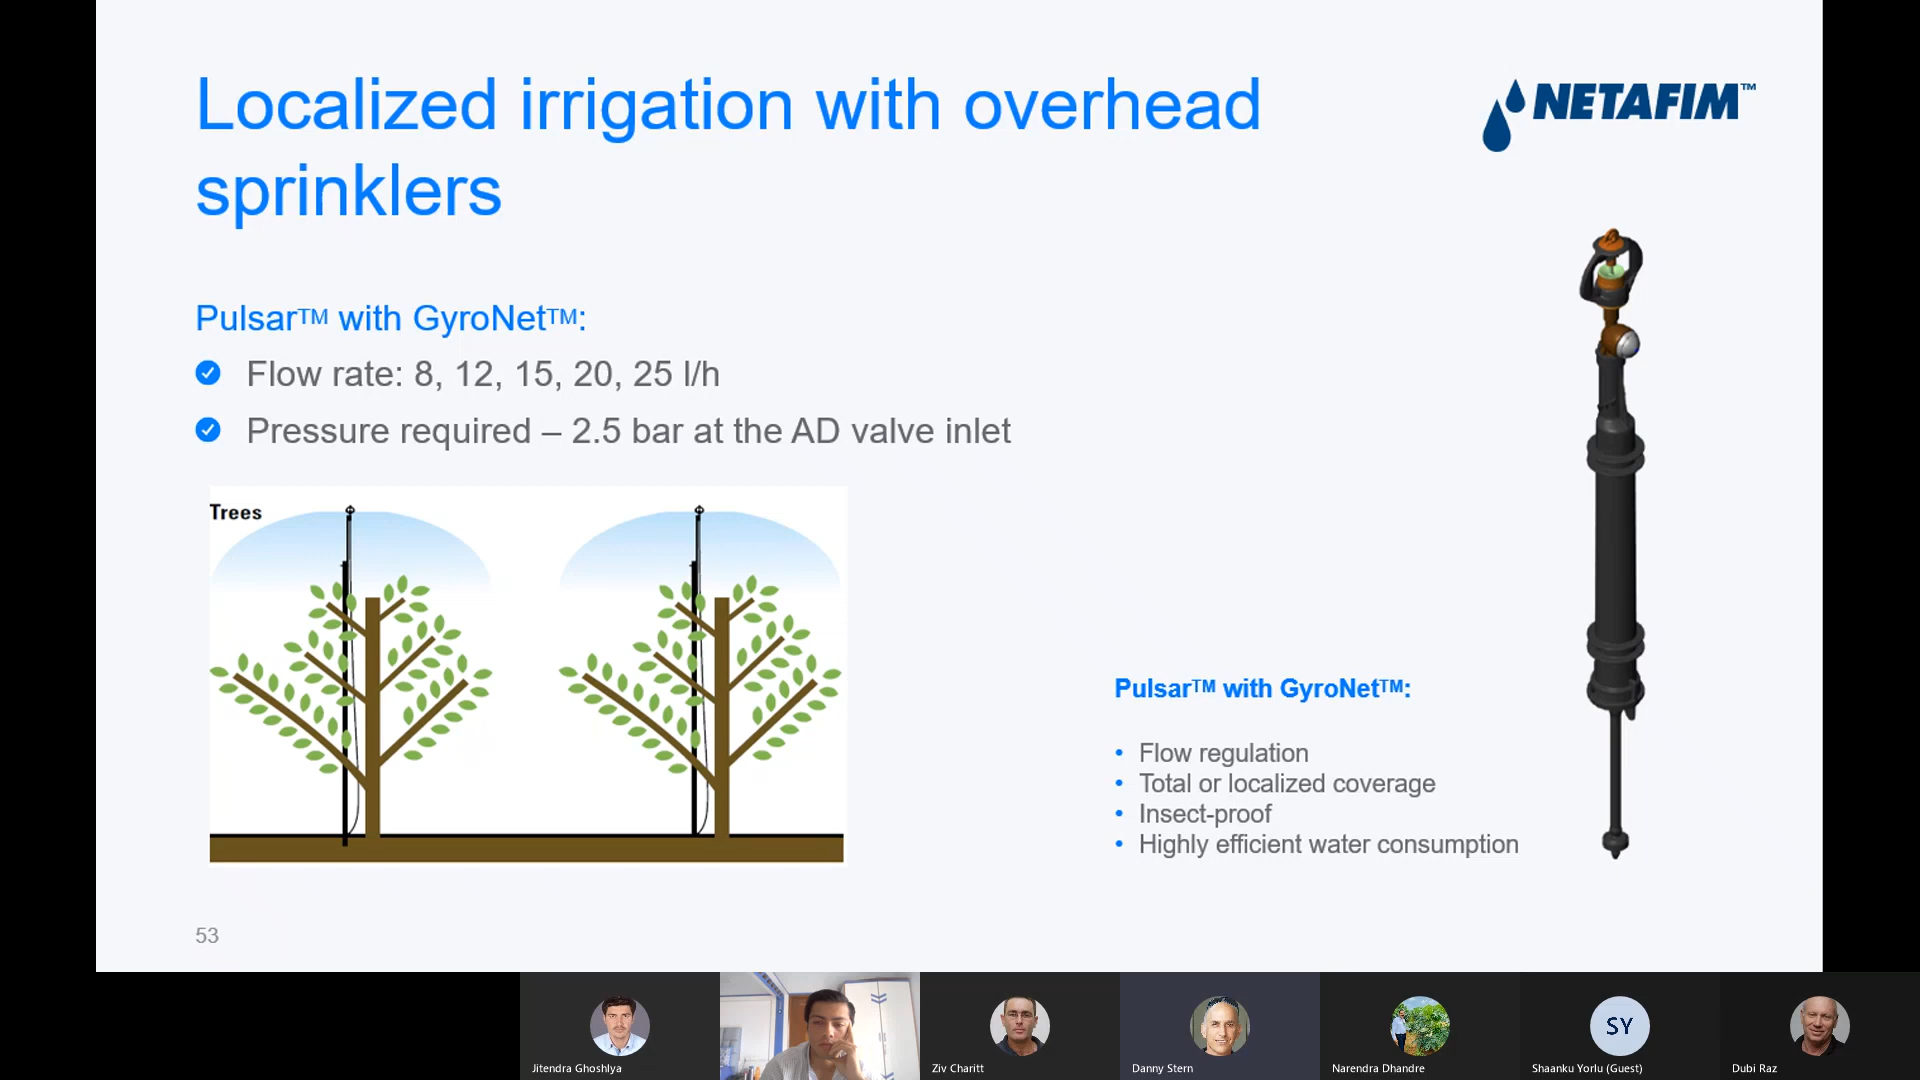 Localized irrigation with overhead
sprinklers
NETAFIM™
Pulsar™ with GyroNet™:
Flow rate: 8, 12, 15, 20, 25 l/h
Pressure required – 2.5 bar at the AD valve inlet
Trees
Pulsar™ with GyroNet™:
• Flow regulation
• Total or localized coverage
• Insect-proof
• Highly efficient water consumption
53
Jitendra Ghoshlya
Ziv Charitt
Danny Stern
Narendra Dhandre
SY
Shaanku Yorlu (Guest)
Dubi Raz